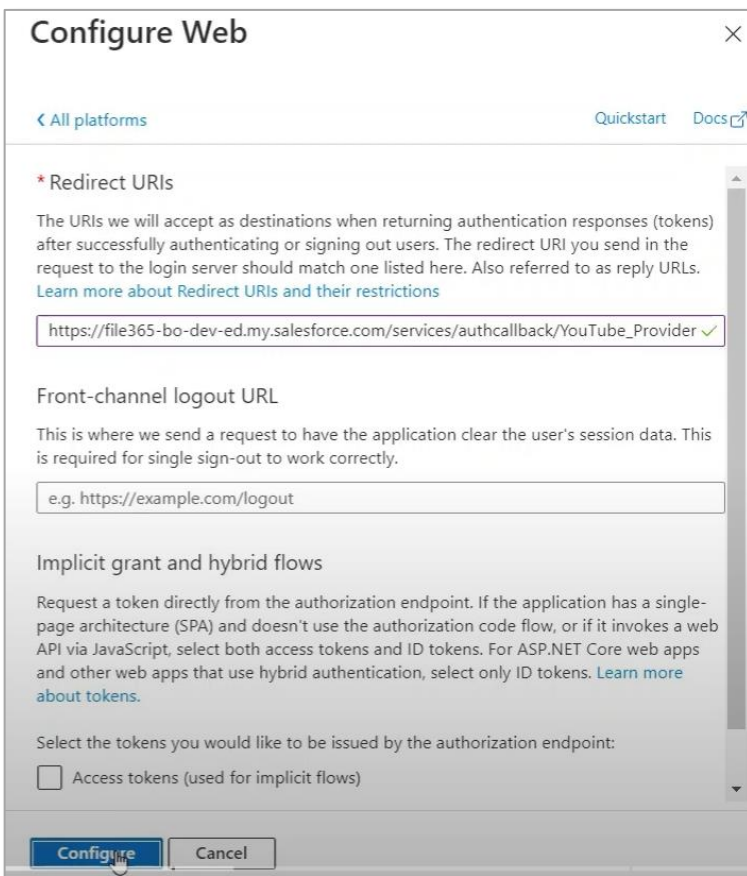 Configure Web
All platforms
Quickstart Docs
* Redirect URIs
The URIs we will accept as destinations when returning authentication responses (tokens)
after successfully authenticating or signing out users. The redirect URI you send in the
request to the login server should match one listed here. Also referred to as reply URLs.
Learn more about Redirect URIs and their restrictions
https://file365-bo-dev-ed.my.salesforce.com/services/authcallback/YouTube_Provider
Front-channel logout URL
This is where we send a request to have the application clear the user's session data. This
is required for single sign-out to work correctly.
e.g. https://example.com/logout
Implicit grant and hybrid flows
Request a token directly from the authorization endpoint. If the application has a single-
page architecture (SPA) and doesn't use the authorization code flow, or if it invokes a web
API via JavaScript, select both access tokens and ID tokens. For ASP.NET Core web apps
and other web apps that use hybrid authentication, select only ID tokens. Learn more
about tokens.
Select the tokens you would like to be issued by the authorization endpoint:
Access tokens (used for implicit flows)
Configure Cancel